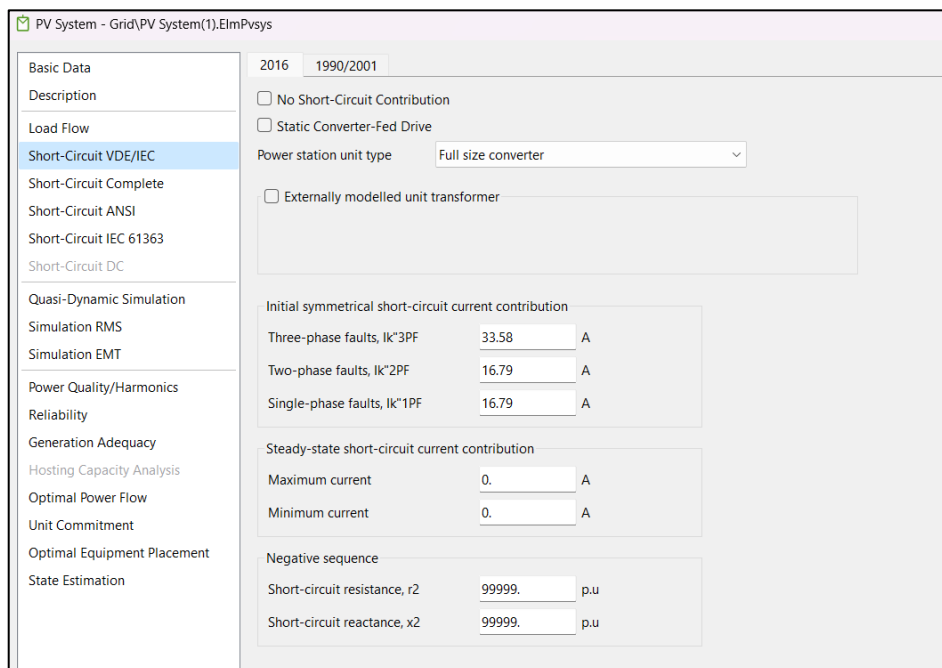 PV System - Grid\PV System(1).ElmPvsys
Basic Data
Description
Load Flow
Short-Circuit VDE/IEC
Short-Circuit Complete
Short-Circuit ANSI
Short-Circuit IEC 61363
Short-Circuit DC
Quasi-Dynamic Simulation
Simulation RMS
Simulation EMT
Power Quality/Harmonics
Reliability
Generation Adequacy
Hosting Capacity Analysis
Optimal Power Flow
Unit Commitment
Optimal Equipment Placement
State Estimation
2016 1990/2001
No Short-Circuit Contribution
Static Converter-Fed Drive
Power station unit type Full size converter
Externally modelled unit transformer
Initial symmetrical short-circuit current contribution
Three-phase faults, Ik"3PF 33.58 A
Two-phase faults, Ik"2PF 16.79 A
Single-phase faults, Ik"1PF 16.79 A
Steady-state short-circuit current contribution
Maximum current 0. A
Minimum current 0. A
Negative sequence
Short-circuit resistance, r2 99999. p.u
Short-circuit reactance, x2 99999. p.u